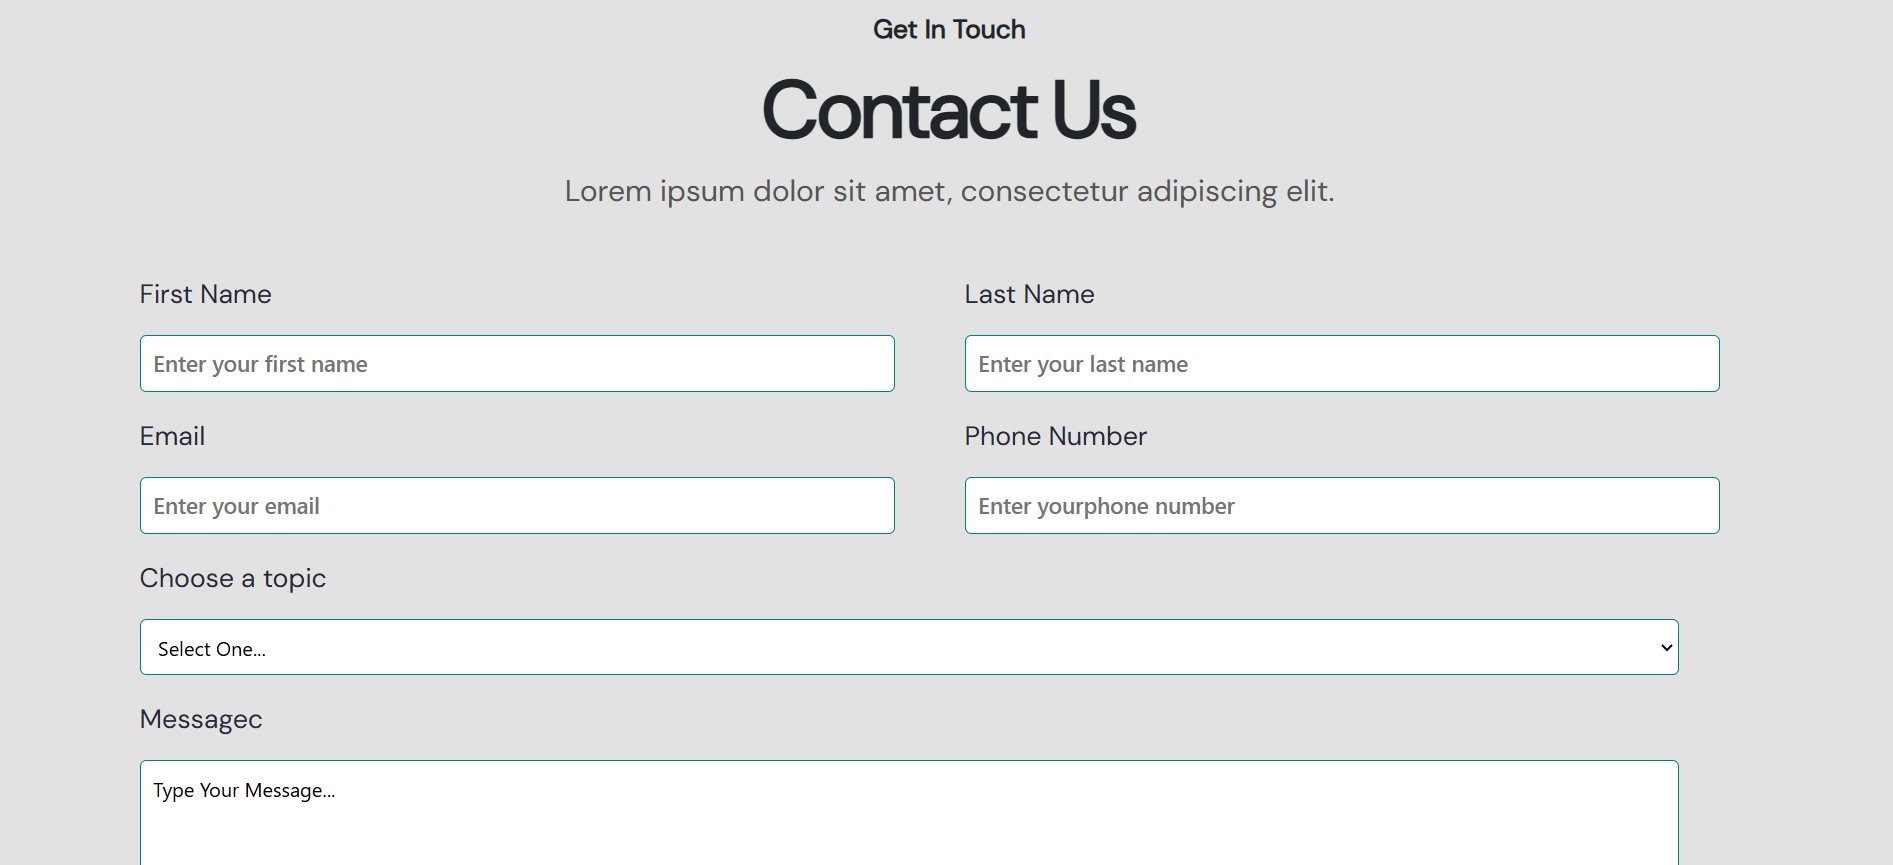 Get In Touch
Contact Us
Lorem ipsum dolor sit amet, consectetur adipiscing elit.
First Name
Last Name
Enter your first name
Enter your last name
Email
Phone Number
Enter your email
Enter yourphone number
Choose a topic
Select One...
Messagec
Type Your Message...